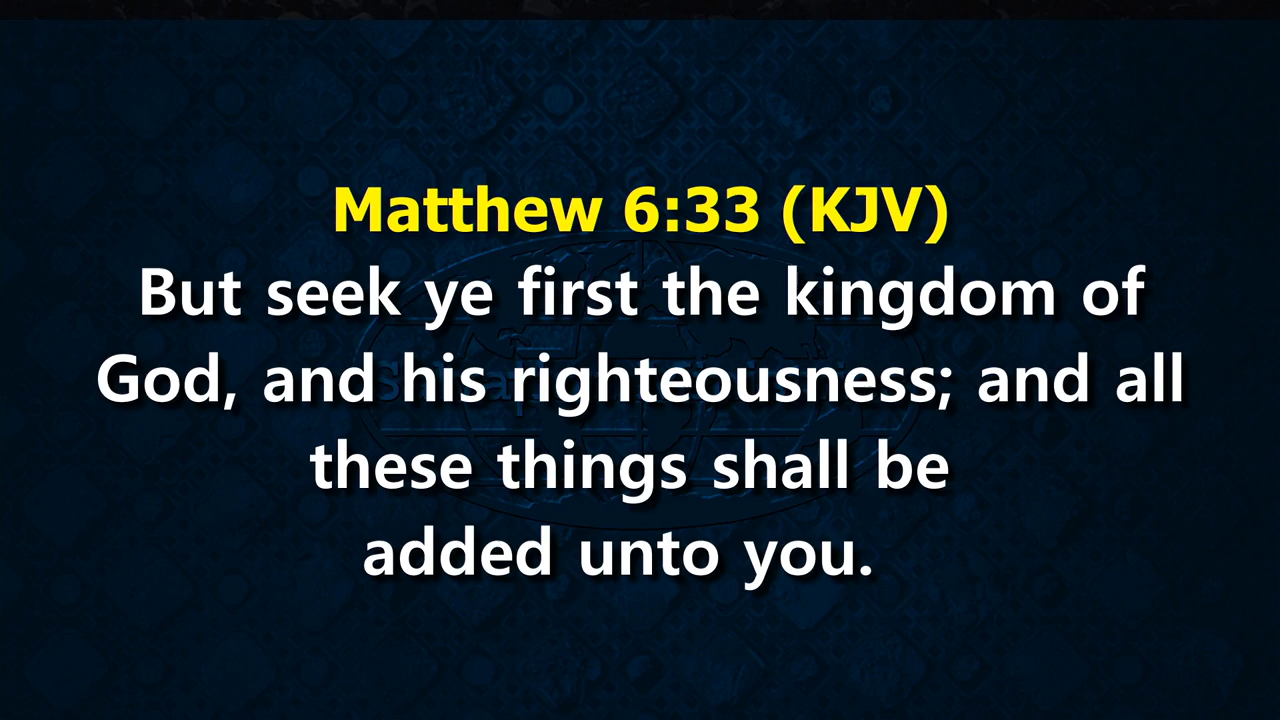 Matthew 6:33 (KJV)
But seek ye first the kingdom of
God, and his righteousness; and all
these things shall be
added unto you.